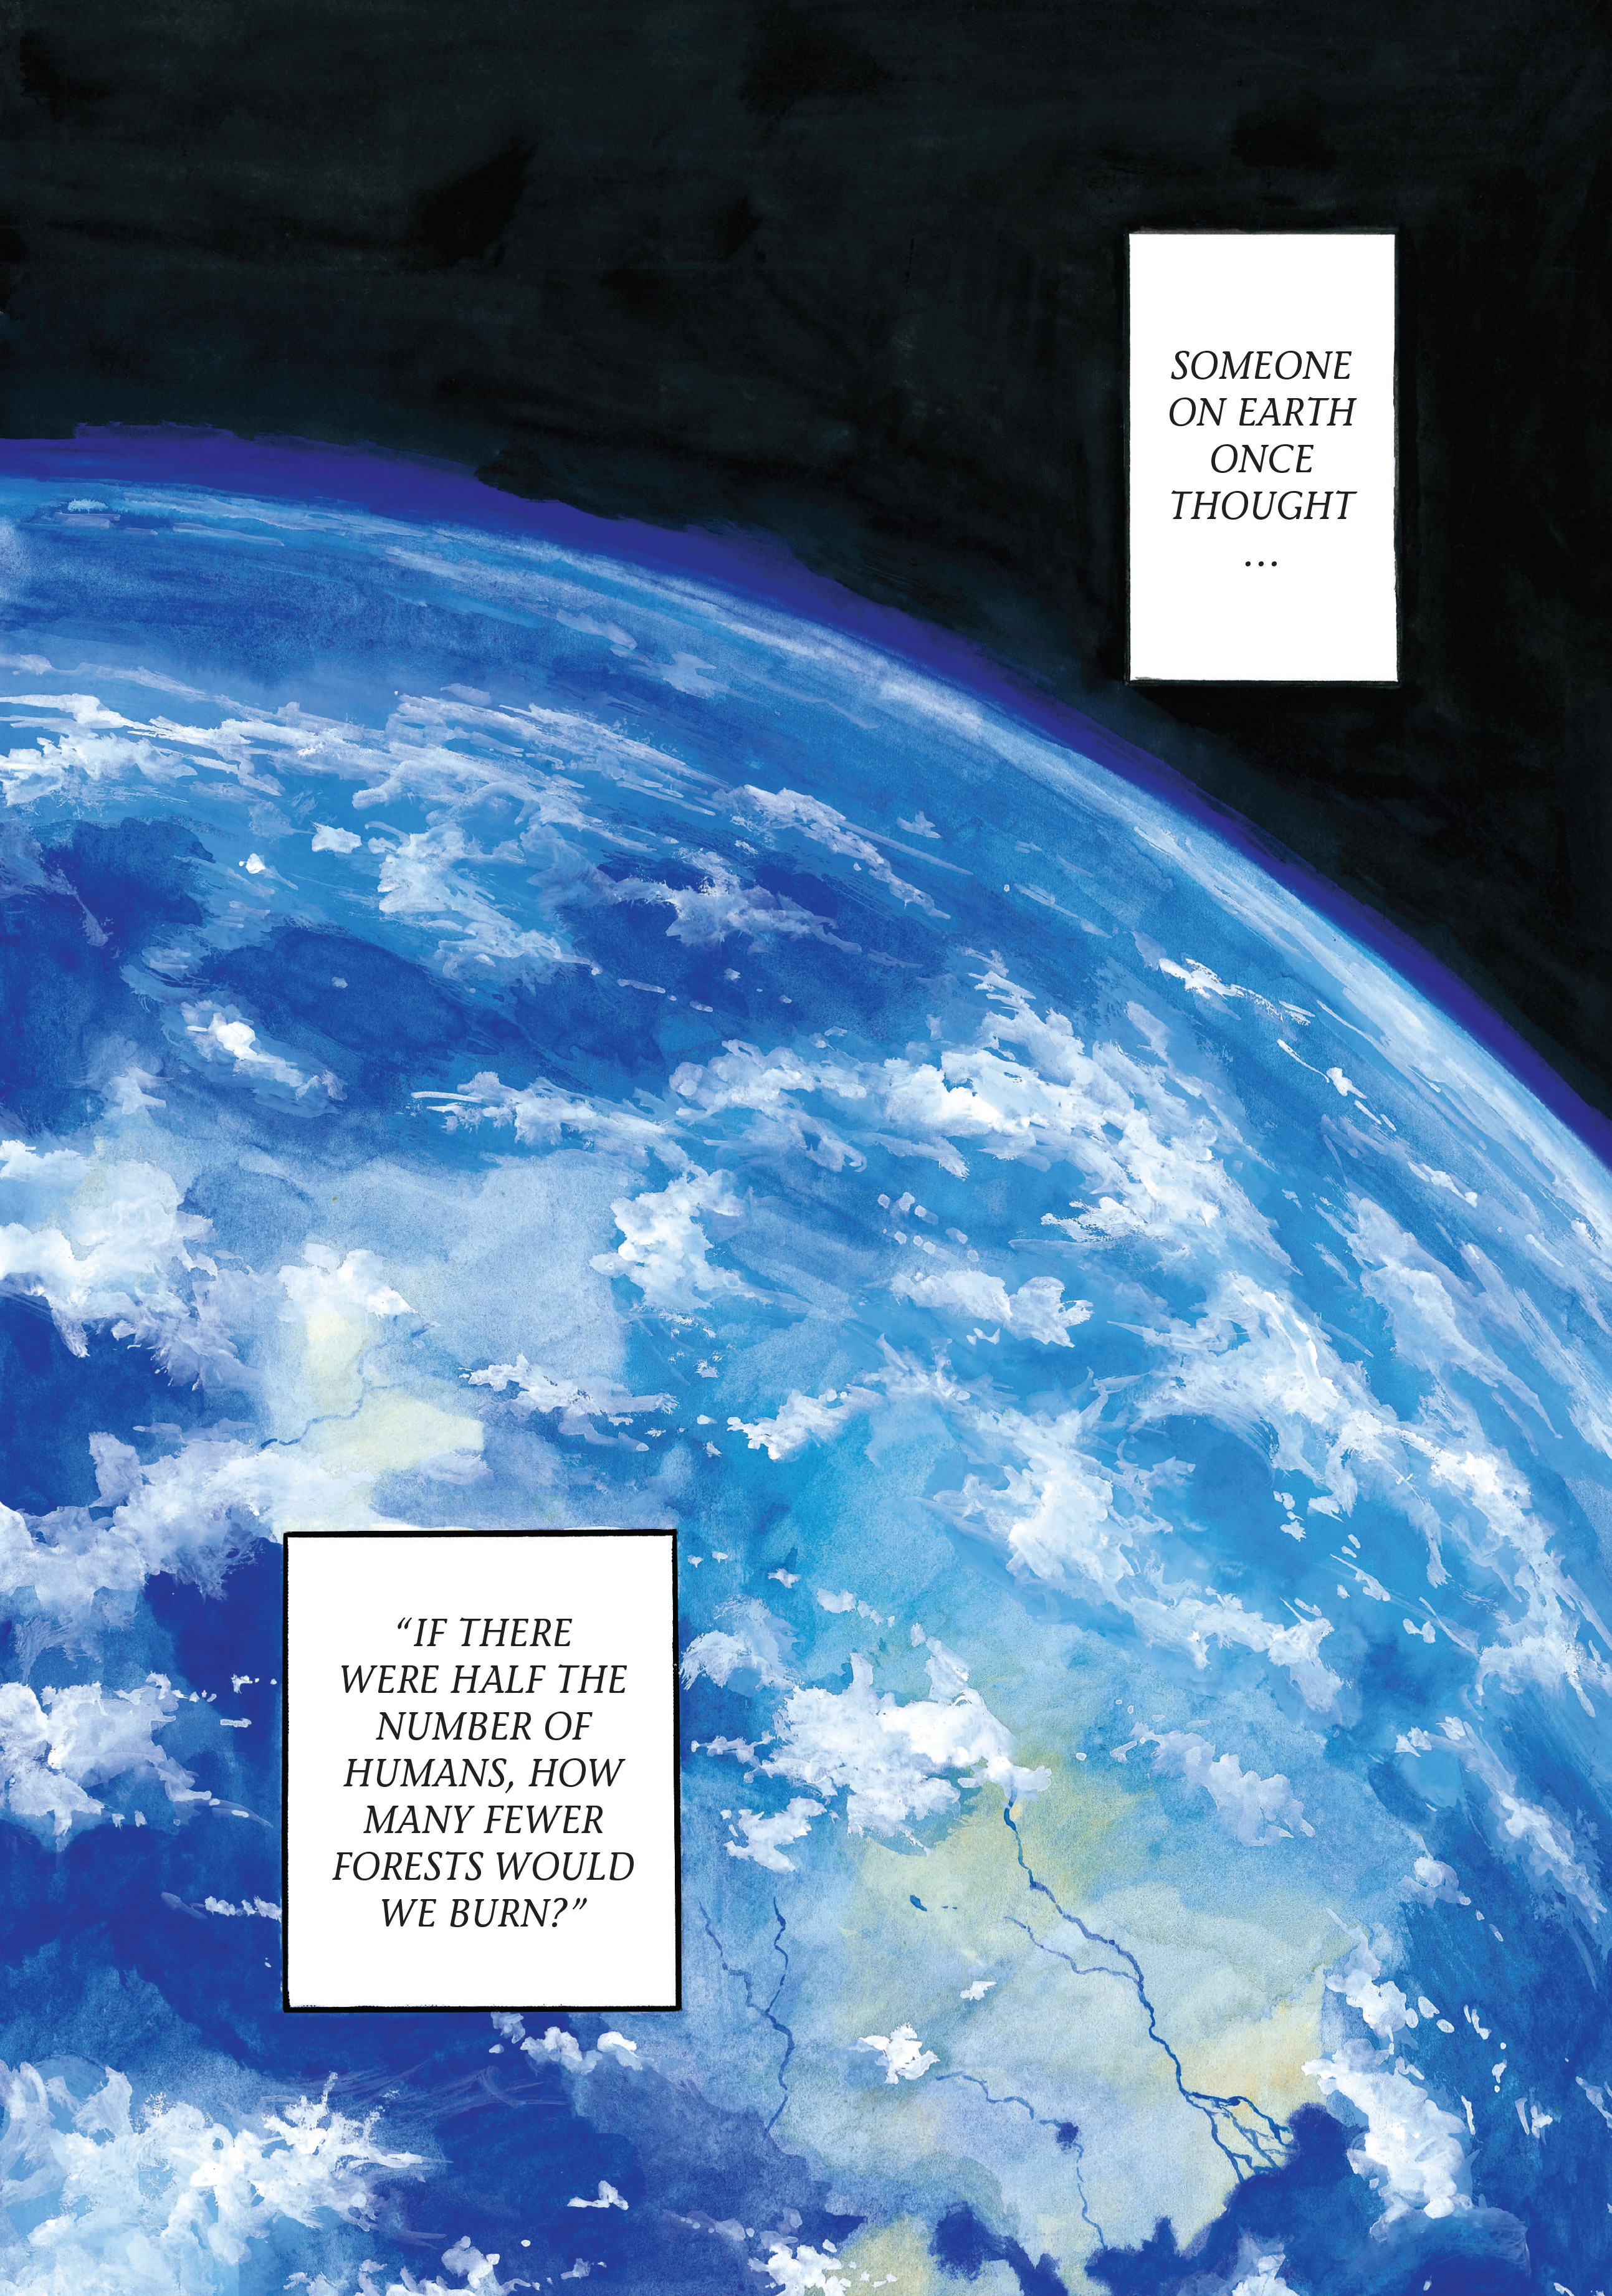 SOMEONE
ON EARTH
ONCE
THOUGHT
...
“IF THERE
WERE HALF THE
NUMBER OF
HUMANS, HOW
MANY FEWER
FORESTS WOULD
WE BURN?”